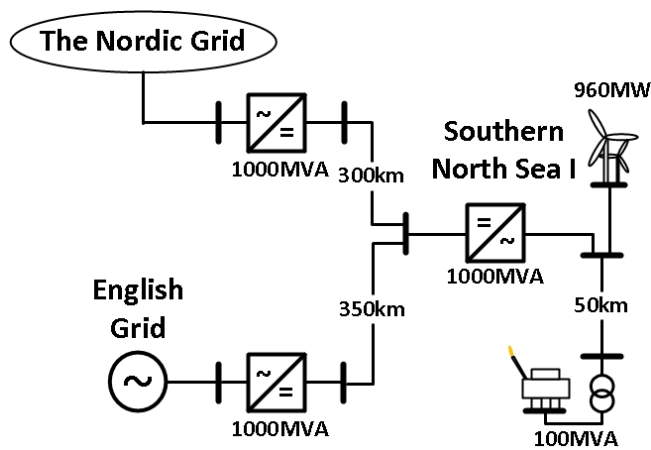 The Nordic Grid
~
=
1000MVA
300km
Southern
North Sea I
960MW
=
~
1000MVA
English
Grid
~
~
=
1000MVA
350km
50km
100MVA